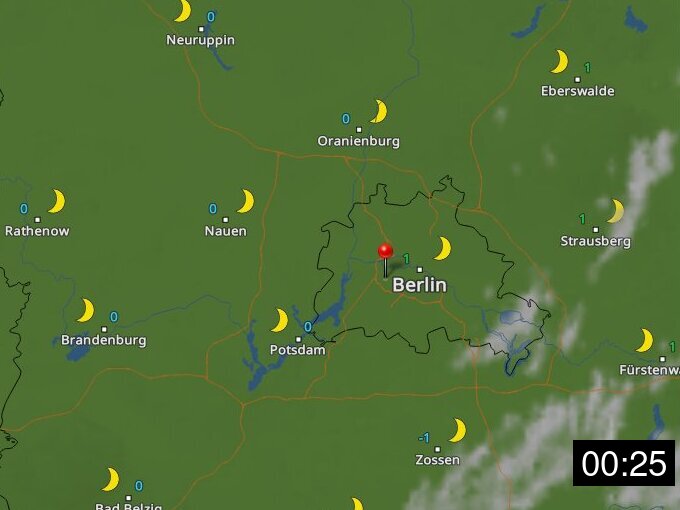 0
Neuruppin
1
Eberswalde
0
Oranienburg
0
Rathenow
0
Nauen
1
Strausberg
1
Berlin
0
Brandenburg
0
Potsdam
1
Fürstenwa
-1
Zossen
00:25
0
Bad Belzig